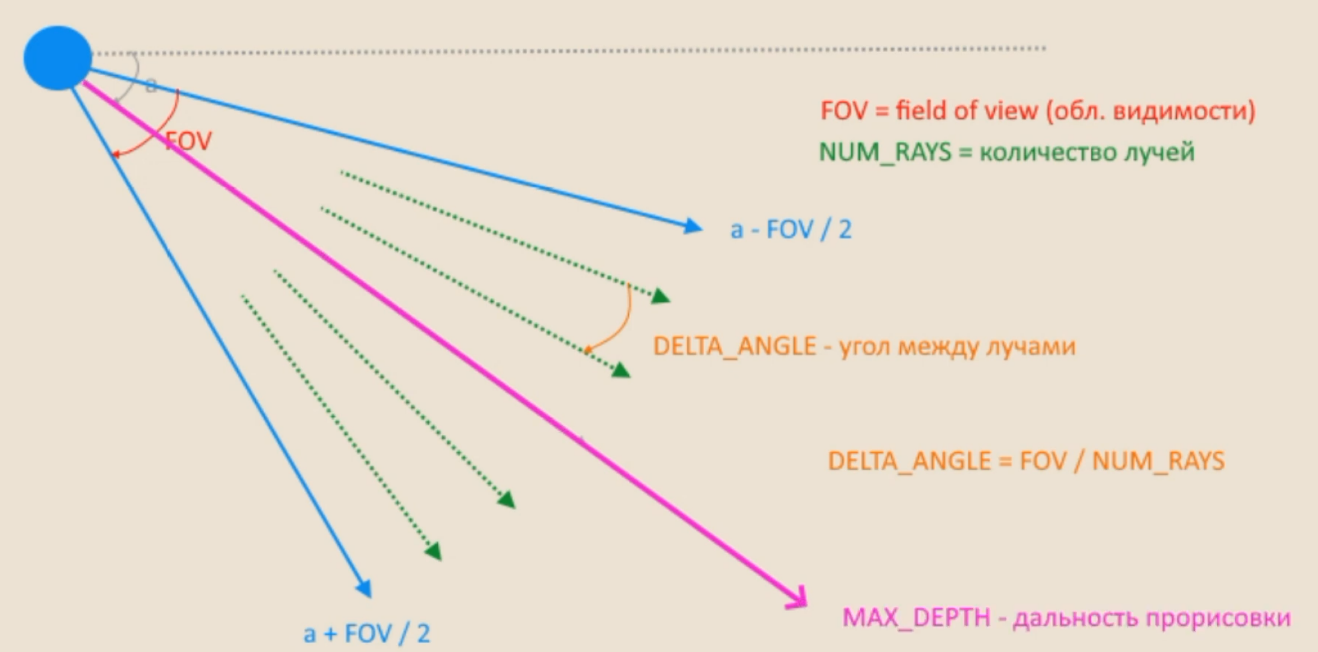 a
FOV
FOV = field of view (обл. видимости)
NUM_RAYS = количество лучей
a - FOV / 2
DELTA_ANGLE - угол между лучами
DELTA_ANGLE = FOV / NUM_RAYS
MAX_DEPTH - дальность прорисовки
a + FOV / 2